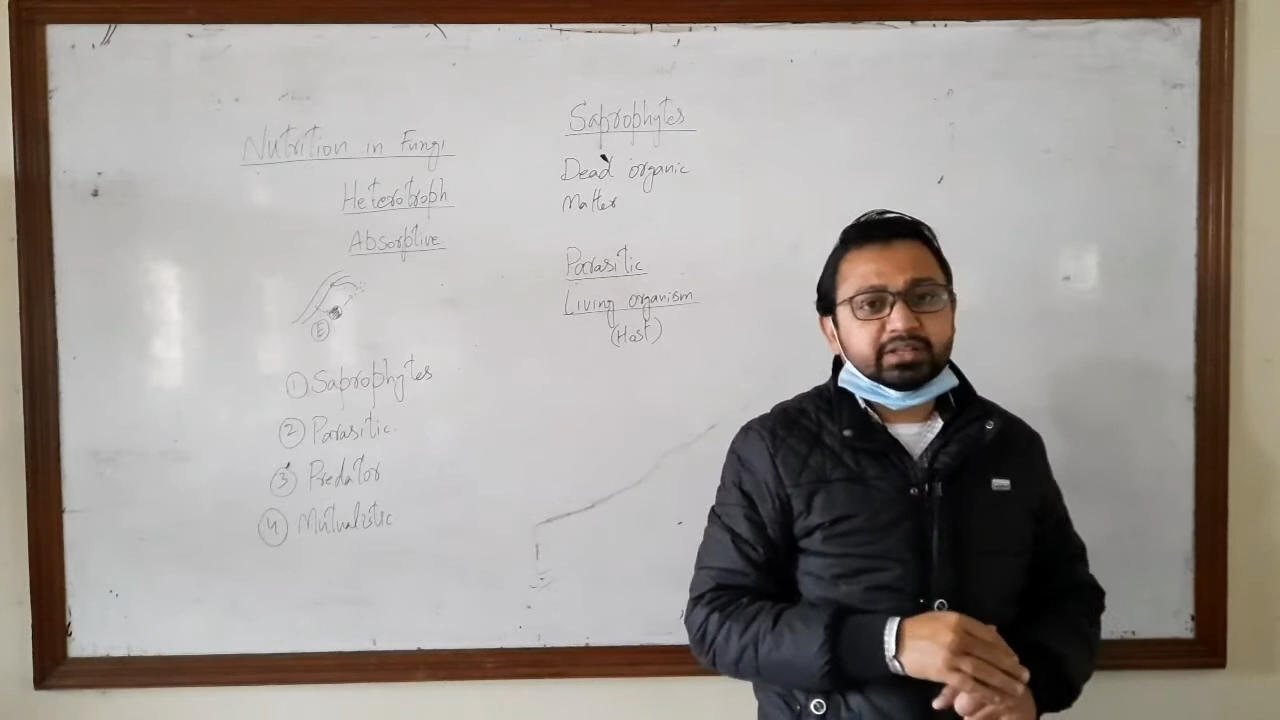 Nutrition in Fungi
Heterotroph
Absorptive
E
1 Saprophytes
2 Parasitic.
3 Predator
4 Mutualistic
Saprophytes
Dead organic
Matter
Parasitic
Living organism
(Host)